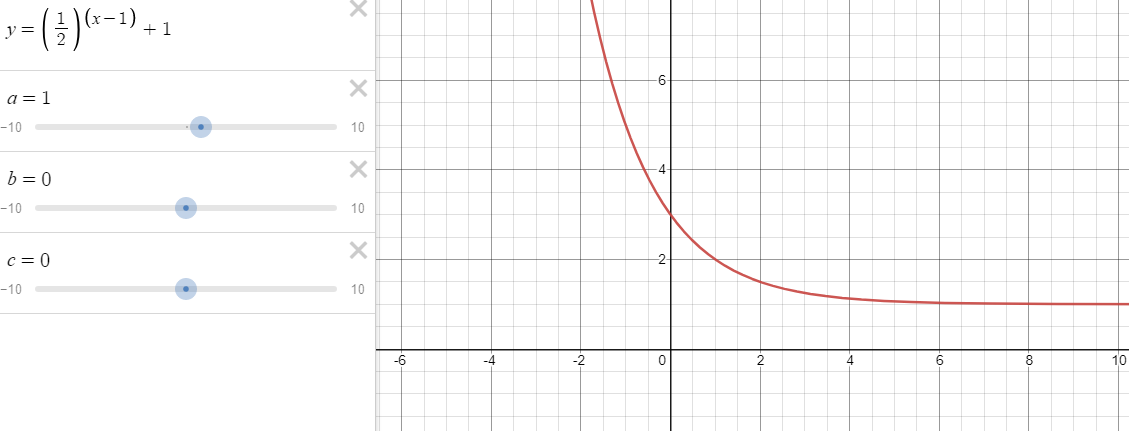 y = (1/2)^(x−1) + 1
a = 1
−10 10
b = 0
−10 10
c = 0
−10 10
6
4
2
-6 -4 -2 0 2 4 6 8 10